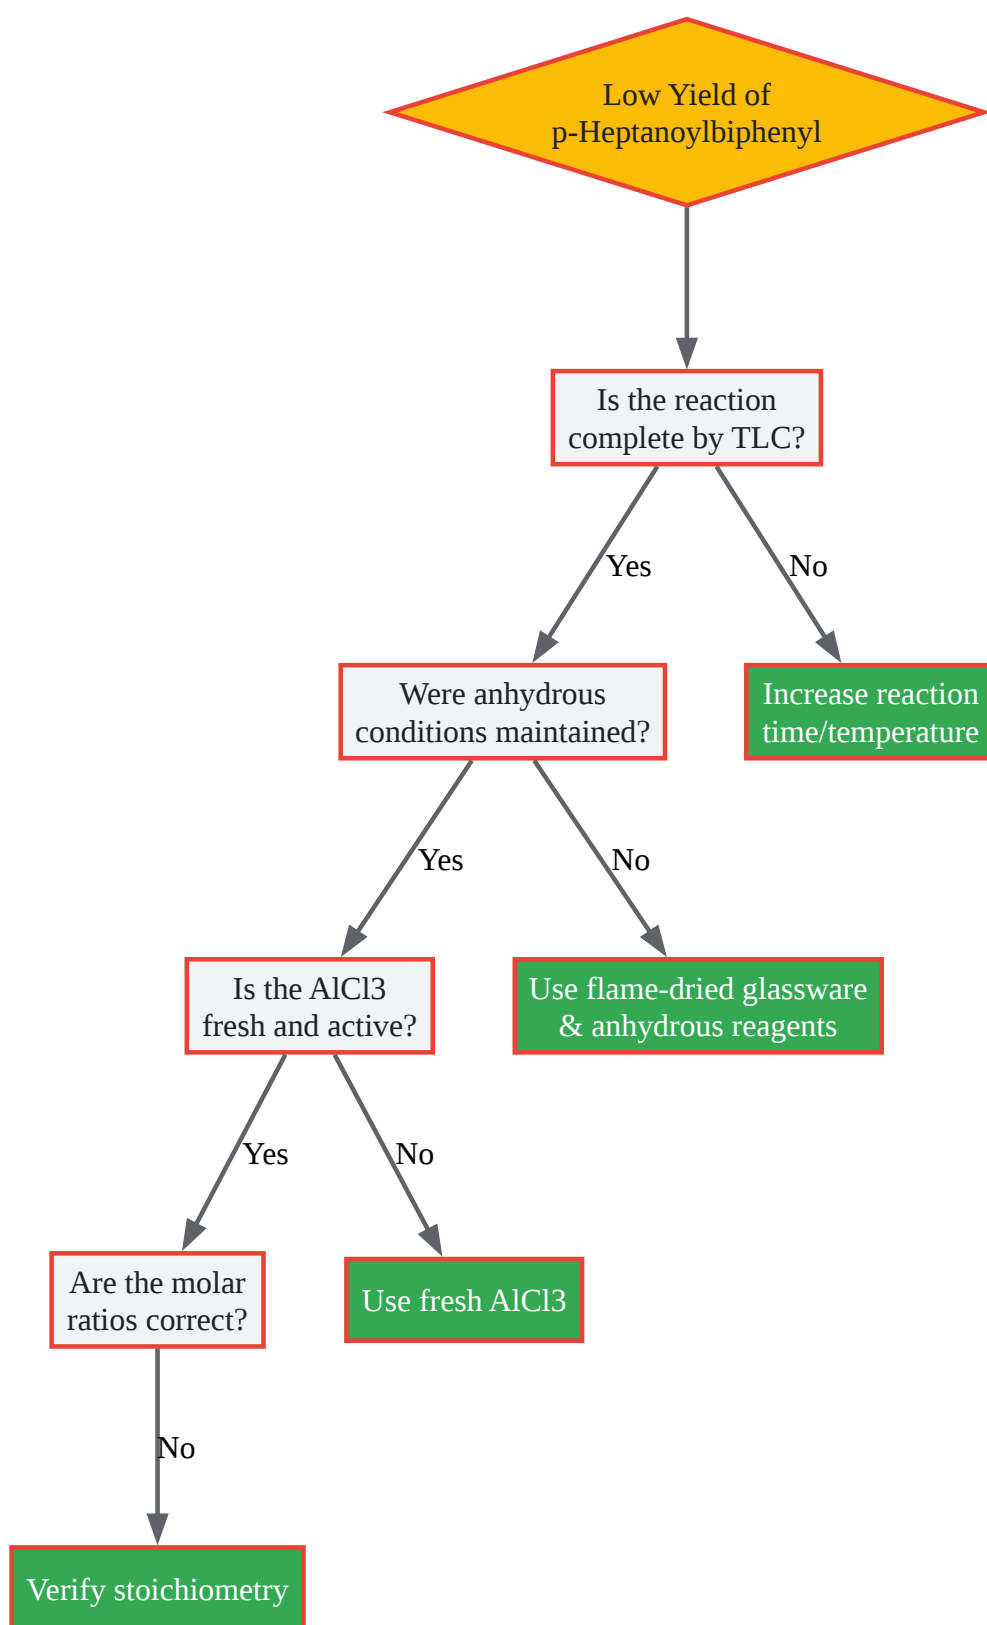 Low Yield of
p-Heptanoylbiphenyl
Is the reaction
complete by TLC?
Yes
No
Were anhydrous
conditions maintained?
Increase reaction
time/temperature
Yes
No
Is the AlCl3
fresh and active?
Use flame-dried glassware
& anhydrous reagents
Yes
No
Are the molar
ratios correct?
Use fresh AlCl3
No
Verify stoichiometry